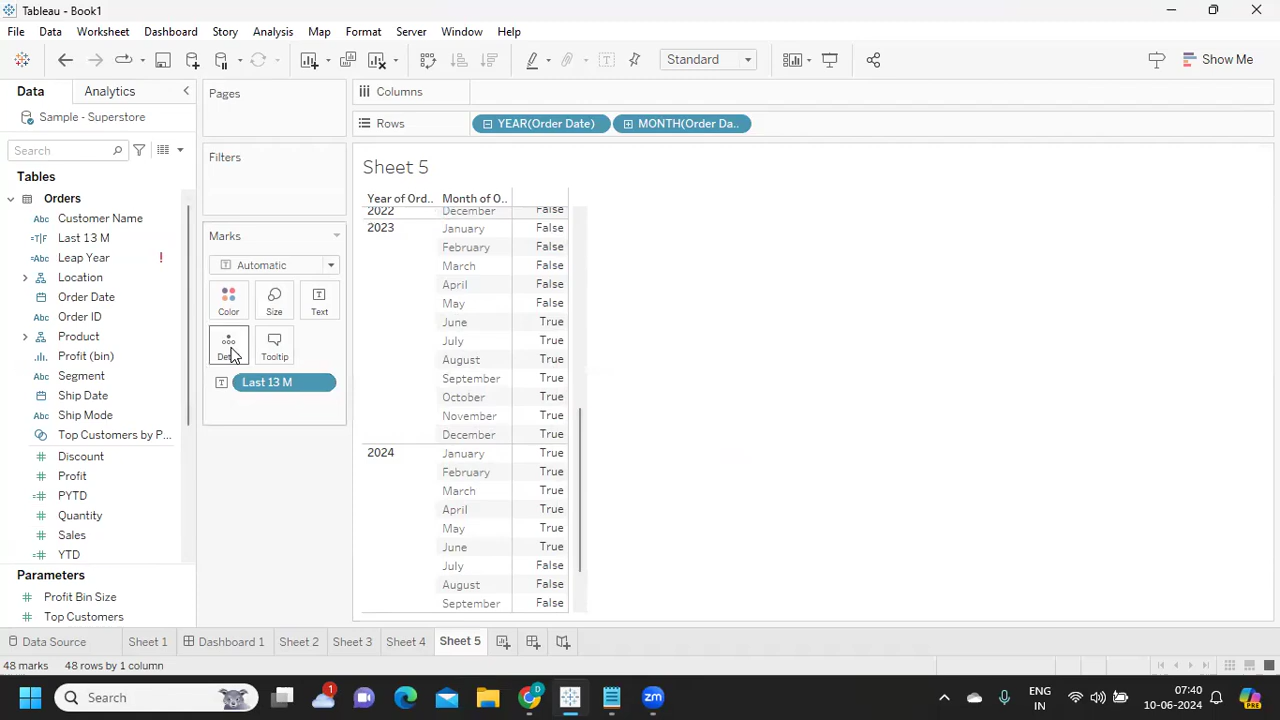 Tableau - Book1
File Data Worksheet Dashboard Story Analysis Map Format Server Window Help
Standard
Show Me
Data Analytics
Sample - Superstore
Search
Tables
Orders
Abc Customer Name
=T|F Last 13 M
=Abc Leap Year !
Location
Order Date
Abc Order ID
Product
Profit (bin)
Abc Segment
Ship Date
Abc Ship Mode
Top Customers by P...
Discount
Profit
PYTD
Quantity
Sales
YTD
Parameters
Profit Bin Size
Top Customers
Pages
Filters
Marks
Automatic
Color Size Text
Tooltip
Last 13 M
Columns
Rows YEAR(Order Date) MONTH(Order Da..
Sheet 5
Year of Ord.. Month of O..
2022 December False
2023 January False
February False
March False
April False
May False
June True
July True
August True
September True
October True
November True
December True
2024 January True
February True
March True
April True
May True
June True
July False
August False
September False
Data Source Sheet 1 Dashboard 1 Sheet 2 Sheet 3 Sheet 4 Sheet 5
48 marks 48 rows by 1 column
Search
1
D
zm
ENG
IN
07:40
10-06-2024
PRE